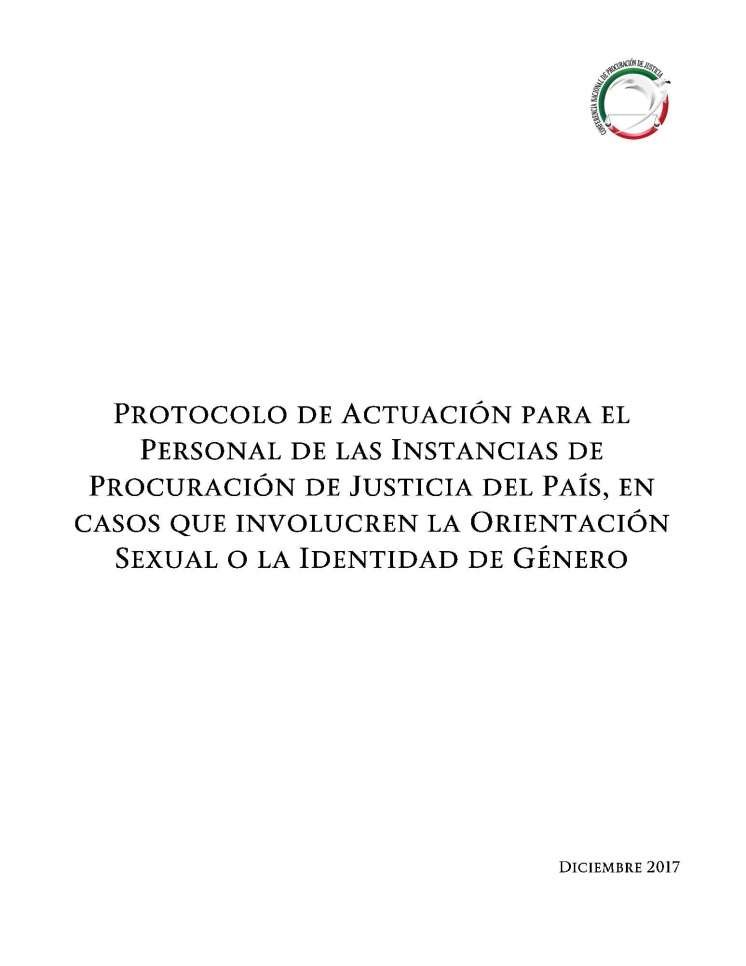 CONFERENCIA NACIONAL DE PROCURACIÓN DE JUSTICIA
PROTOCOLO DE ACTUACIÓN PARA EL
PERSONAL DE LAS INSTANCIAS DE
PROCURACIÓN DE JUSTICIA DEL PAÍS, EN
CASOS QUE INVOLUCREN LA ORIENTACIÓN
SEXUAL O LA IDENTIDAD DE GÉNERO
DICIEMBRE 2017